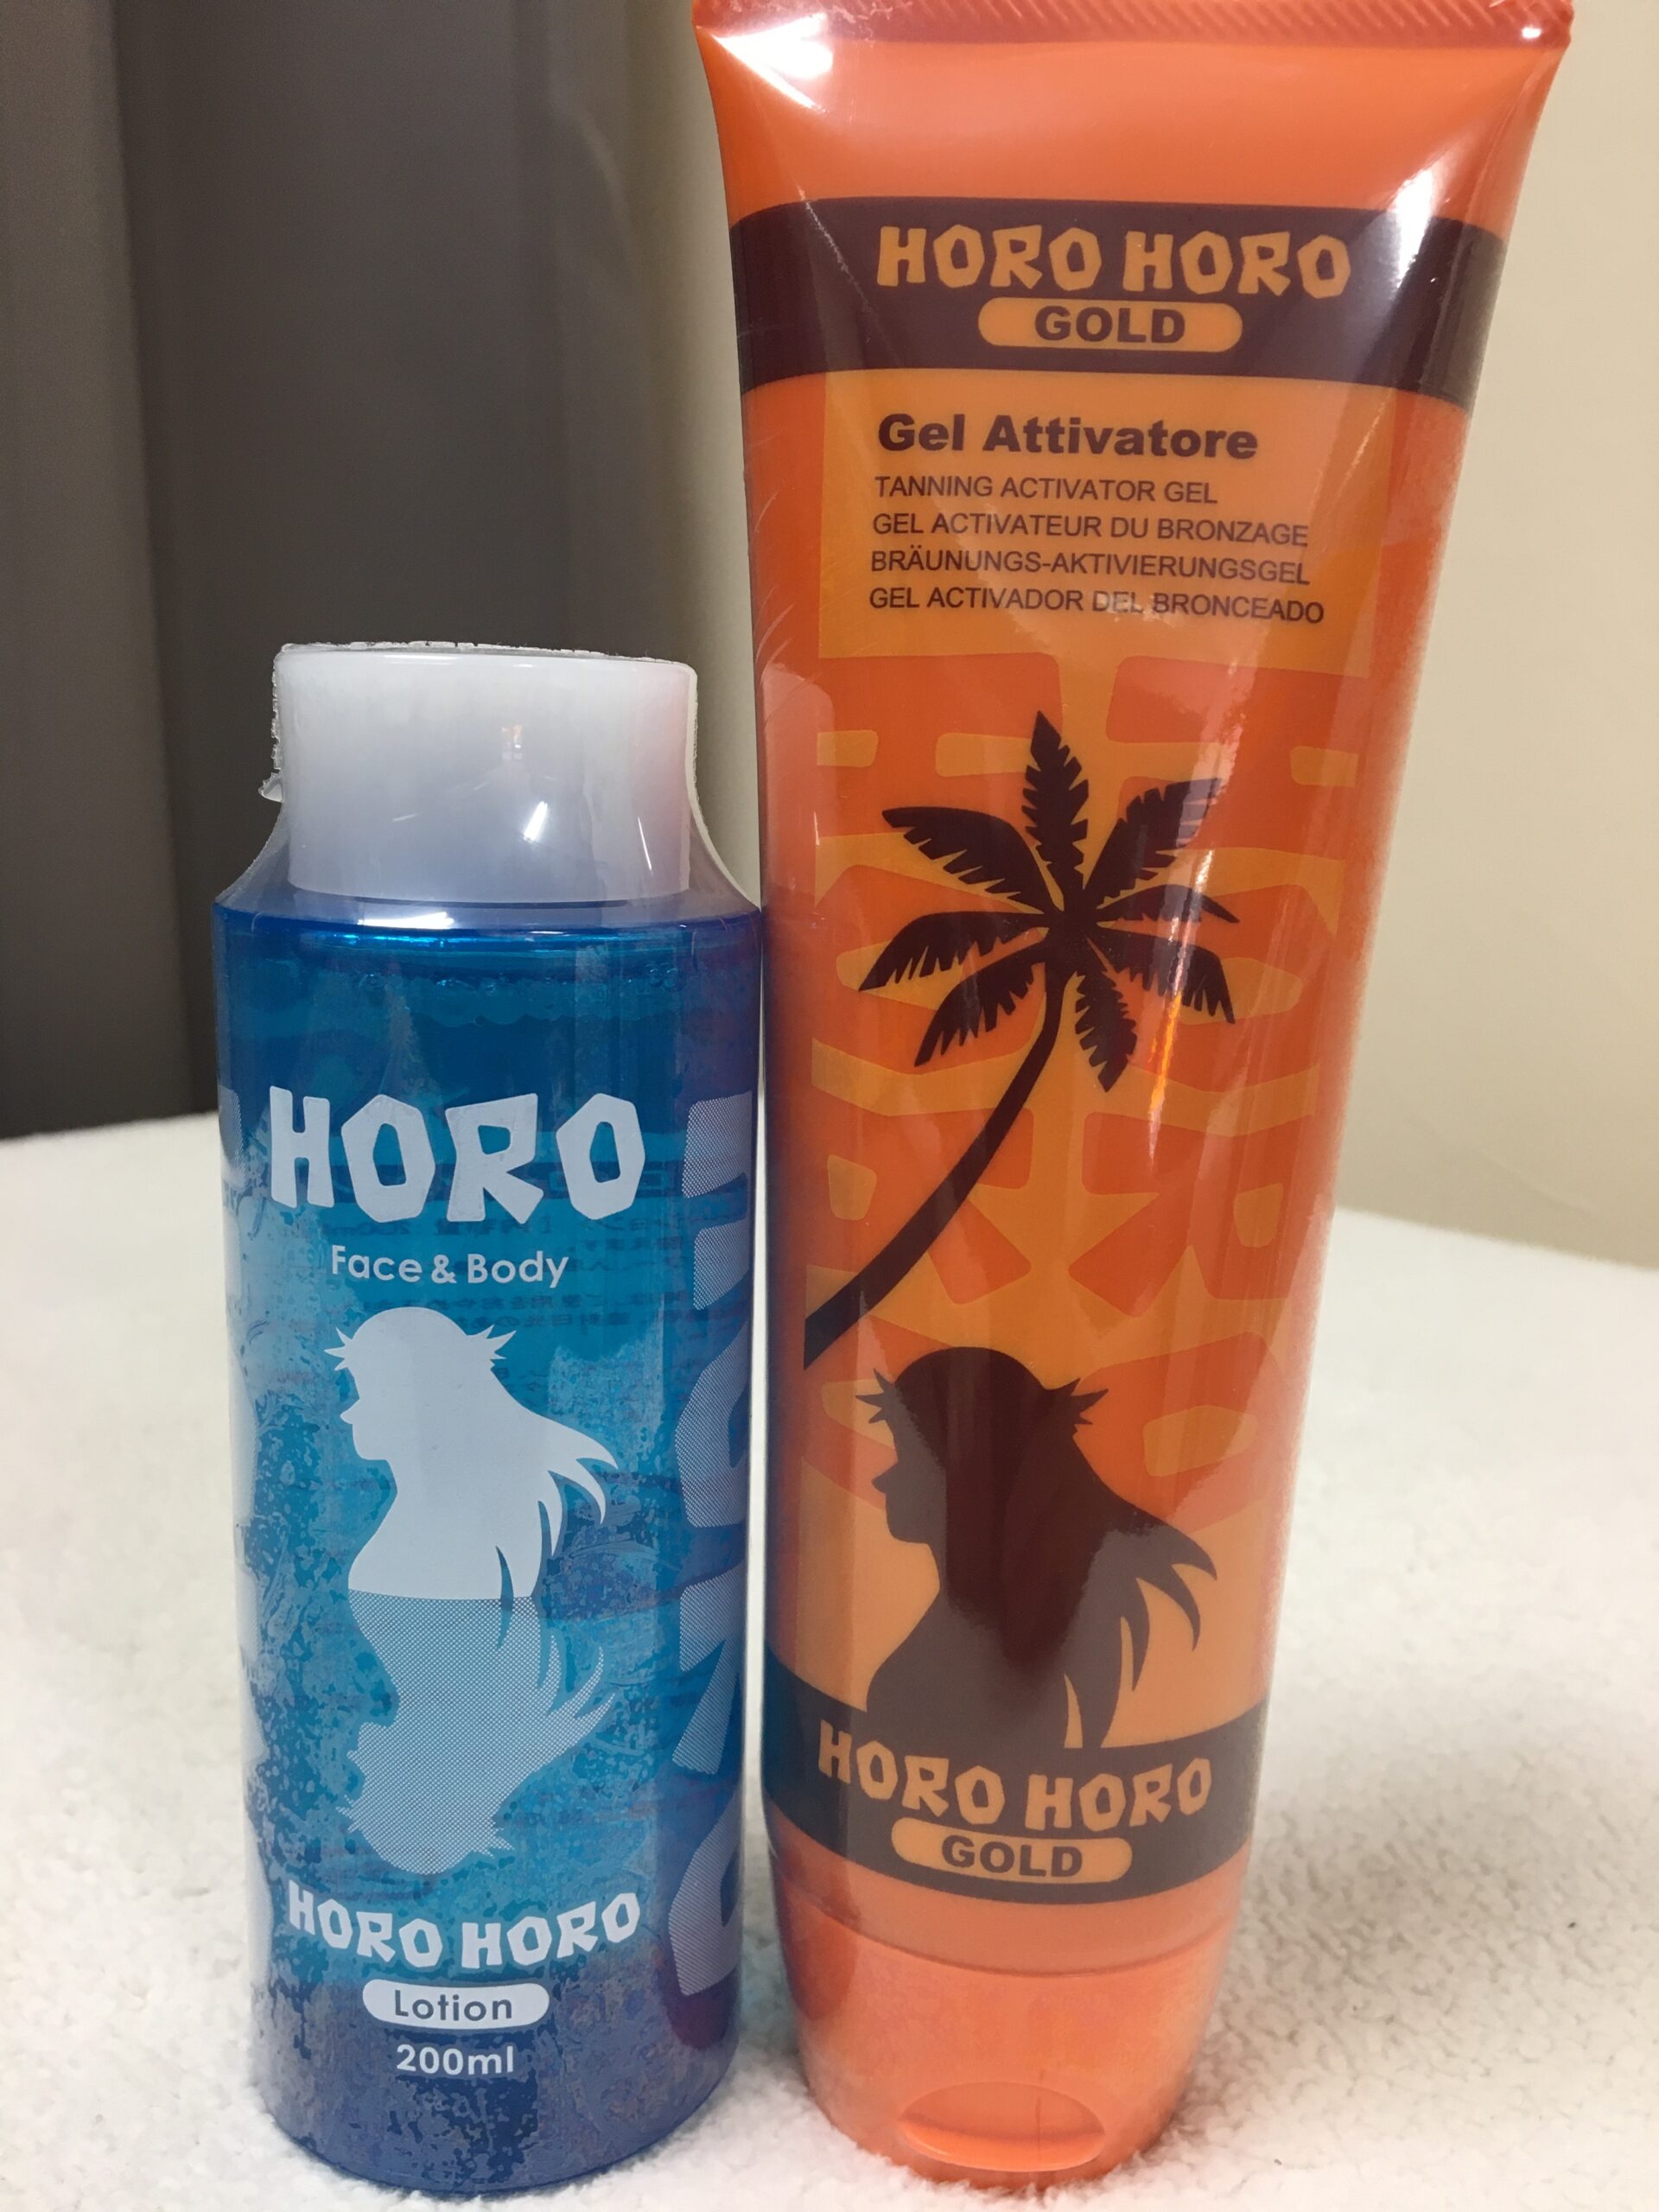 HORO
Face & Body
HORO HORO
Lotion
200ml
HORO HORO
GOLD
Gel Attivatore
TANNING ACTIVATOR GEL
GEL ACTIVATEUR DU BRONZAGE
BRÄUNUNGS-AKTIVIERUNGSGEL
GEL ACTIVADOR DEL BRONCEADO
HORO HORO
GOLD